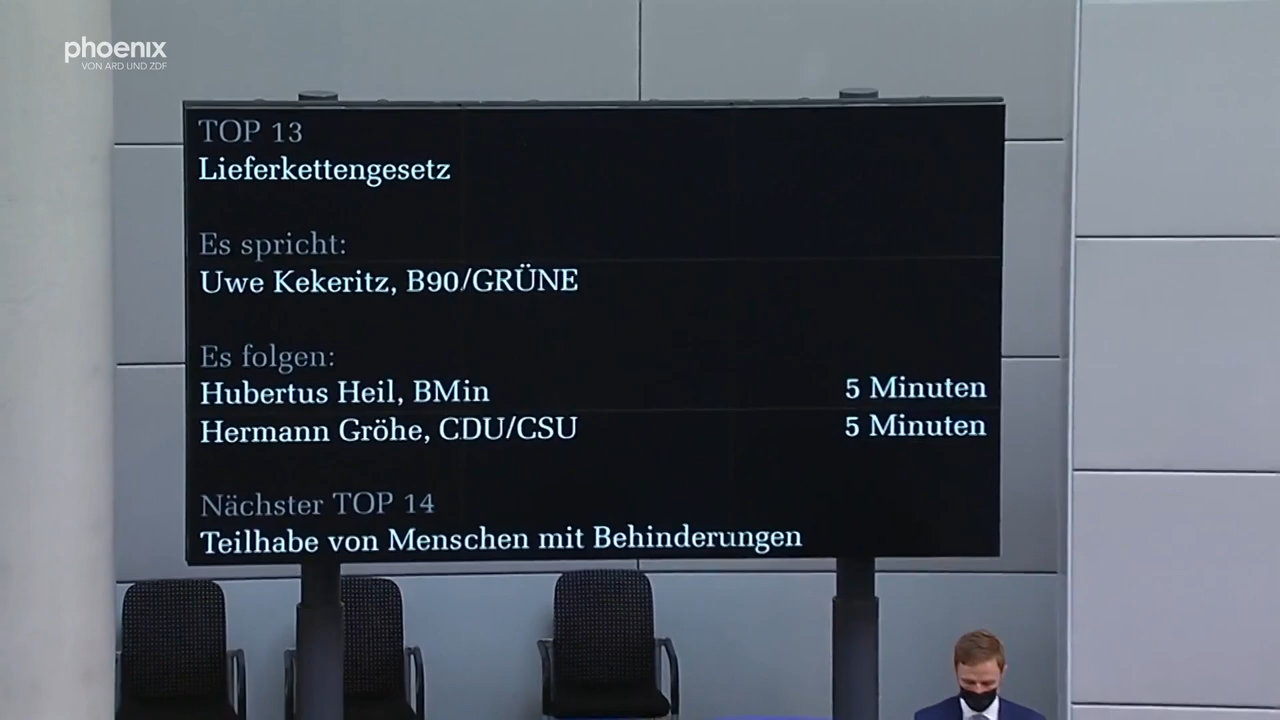 phoenix
VON ARD UND ZDF
TOP 13
Lieferkettengesetz
Es spricht:
Uwe Kekeritz, B90/GRÜNE
Es folgen:
Hubertus Heil, BMin 5 Minuten
Hermann Gröhe, CDU/CSU 5 Minuten
Nächster TOP 14
Teilhabe von Menschen mit Behinderungen